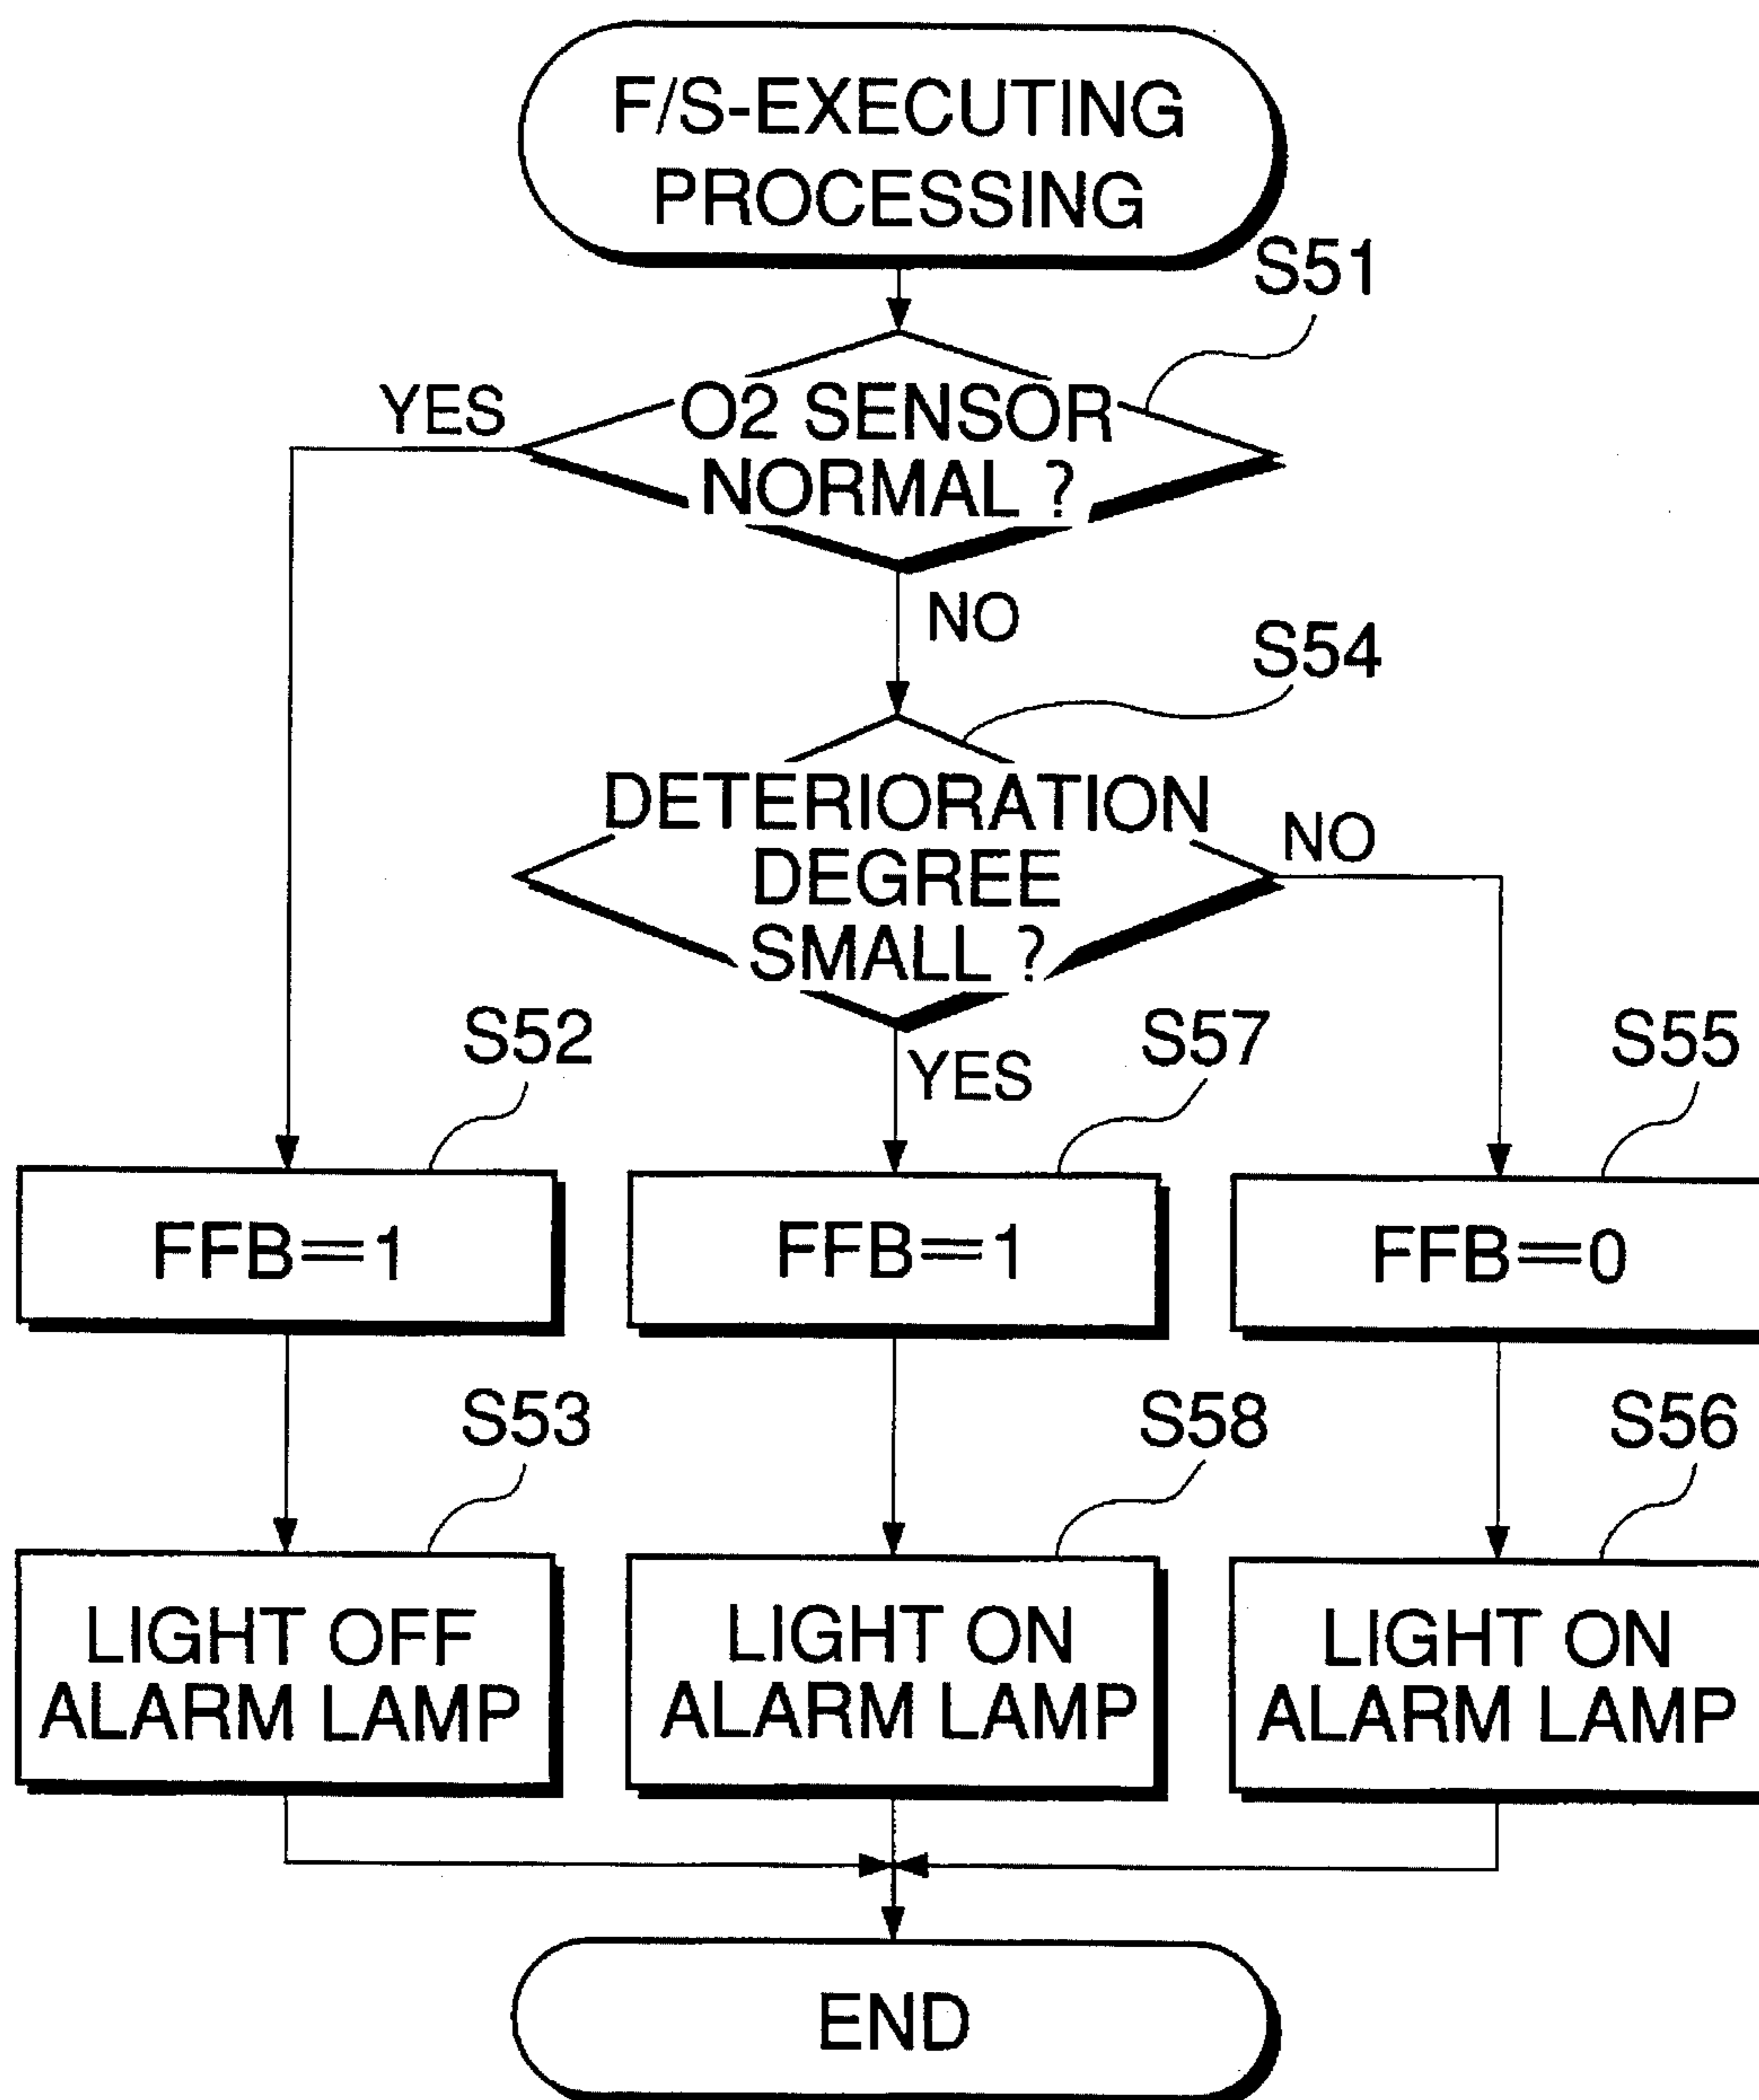 F/S-EXECUTING
PROCESSING
S51
YES
O2 SENSOR
NORMAL ?
NO
S54
DETERIORATION
DEGREE
SMALL ?
NO
YES
S52
S57
S55
FFB=1
FFB=1
FFB=0
S53
S58
S56
LIGHT OFF
ALARM LAMP
LIGHT ON
ALARM LAMP
LIGHT ON
ALARM LAMP
END